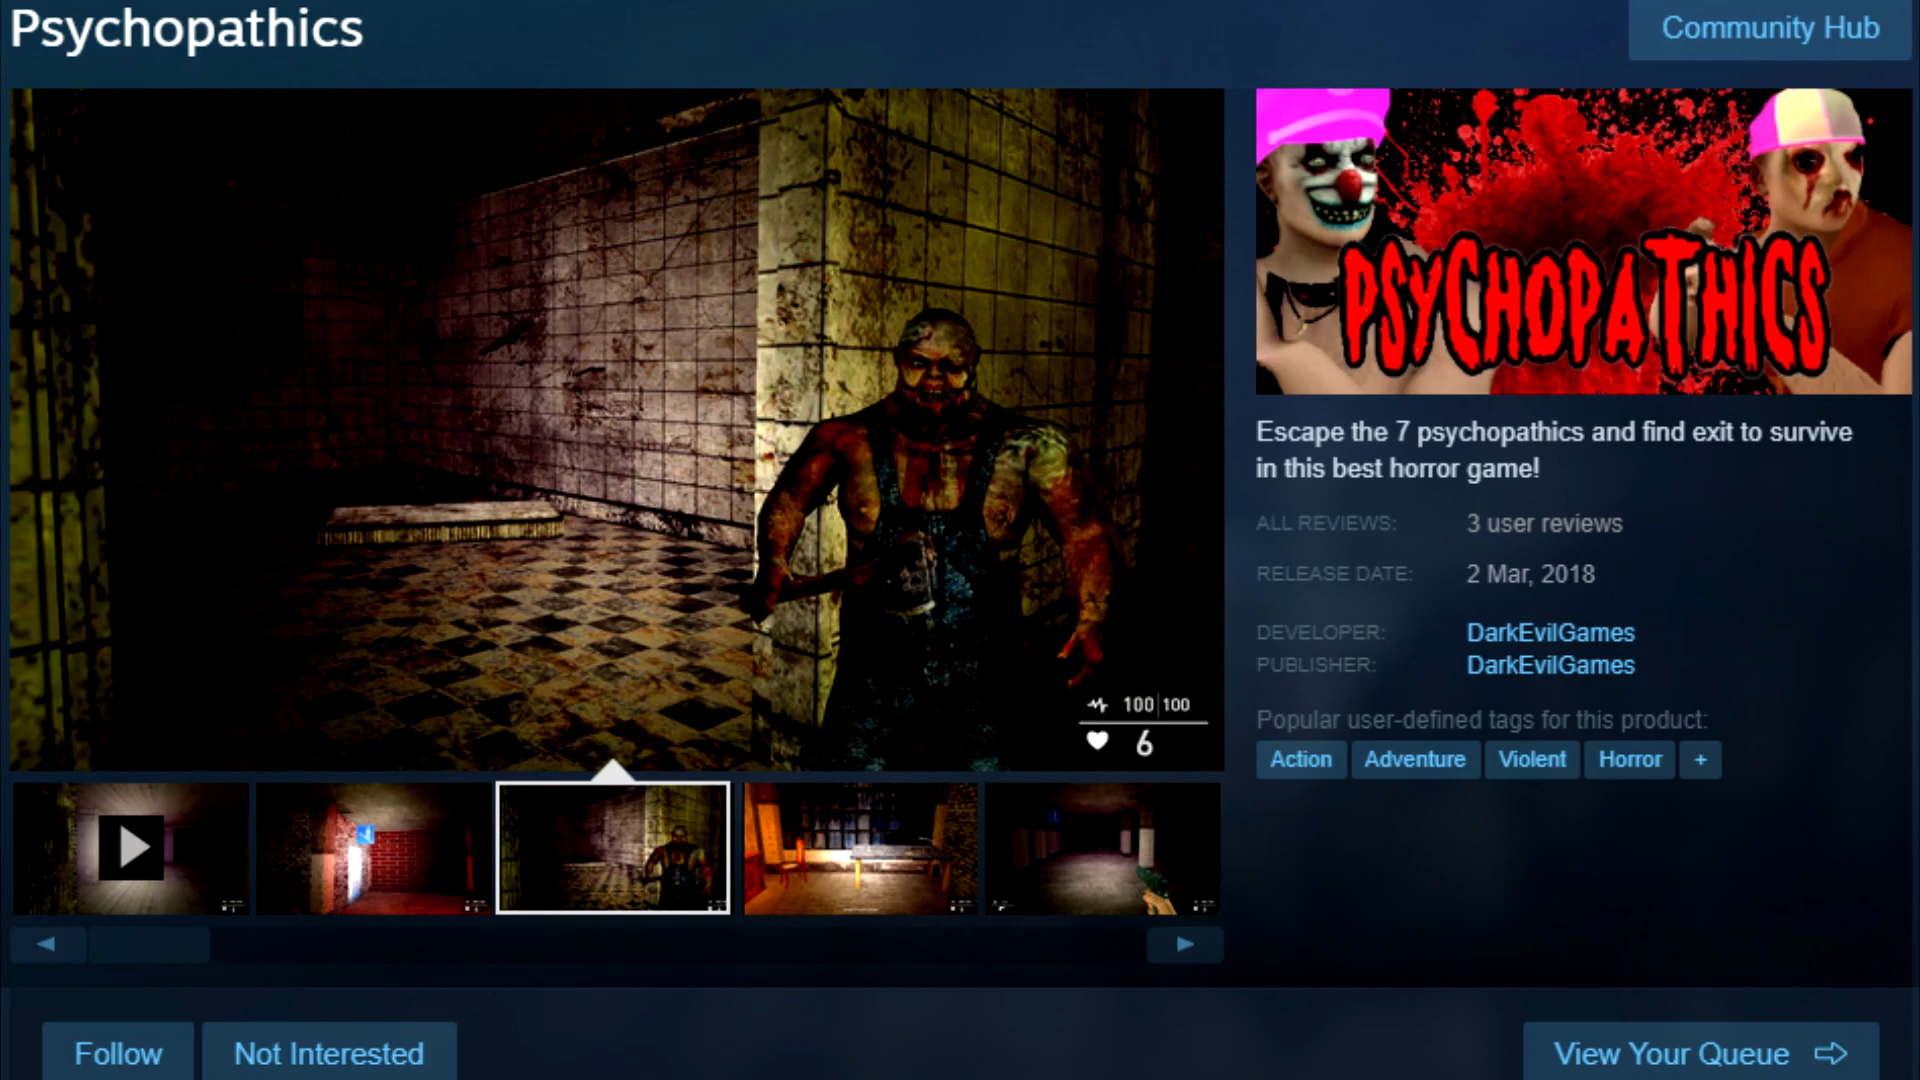 Psychopathics
Community Hub
PSYCHOPATHICS
Escape the 7 psychopathics and find exit to survive
in this best horror game!
ALL REVIEWS: 3 user reviews
RELEASE DATE: 2 Mar, 2018
DEVELOPER: DarkEvilGames
PUBLISHER: DarkEvilGames
100|100
6
Popular user-defined tags for this product:
Action Adventure Violent Horror +
Follow Not Interested View Your Queue